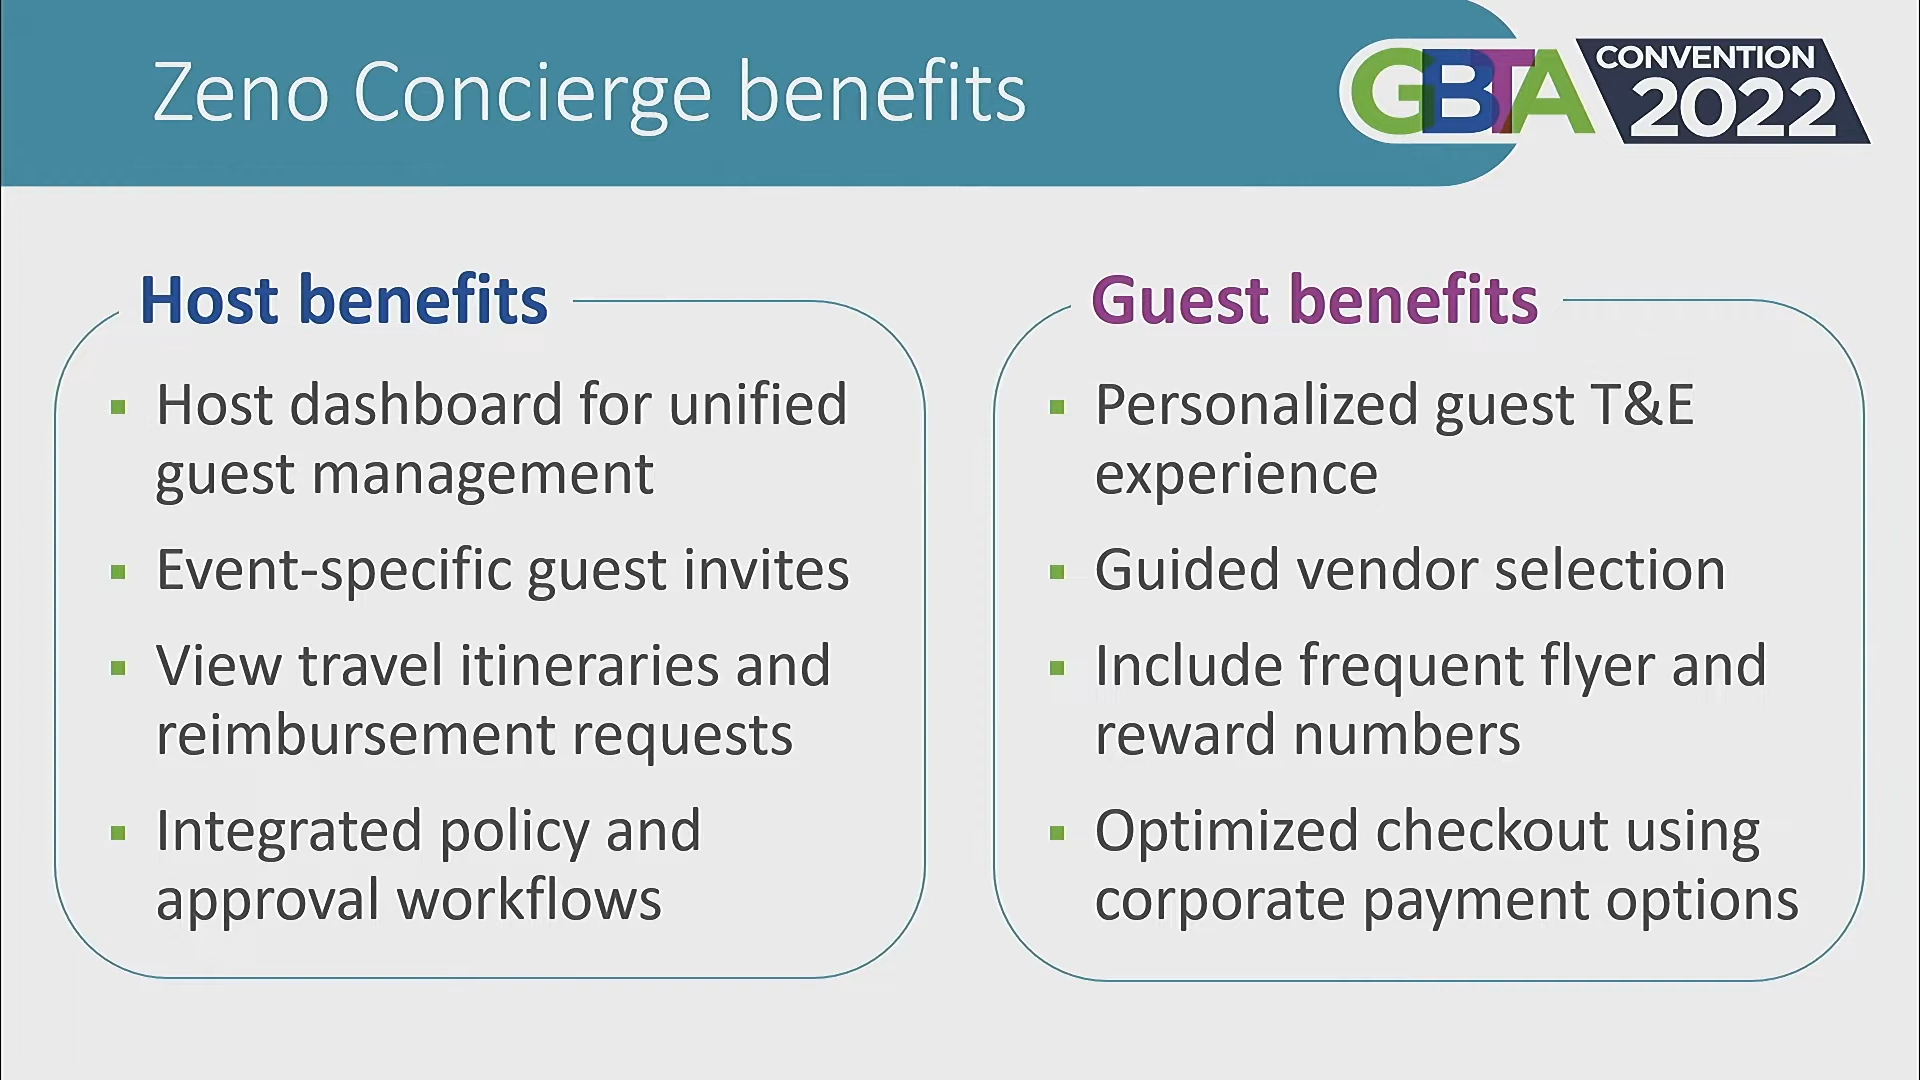 Zeno Concierge benefits
GBTA
CONVENTION
2022
Host benefits
▪ Host dashboard for unified
guest management
▪ Event-specific guest invites
▪ View travel itineraries and
reimbursement requests
▪ Integrated policy and
approval workflows
Guest benefits
▪ Personalized guest T&E
experience
▪ Guided vendor selection
▪ Include frequent flyer and
reward numbers
▪ Optimized checkout using
corporate payment options